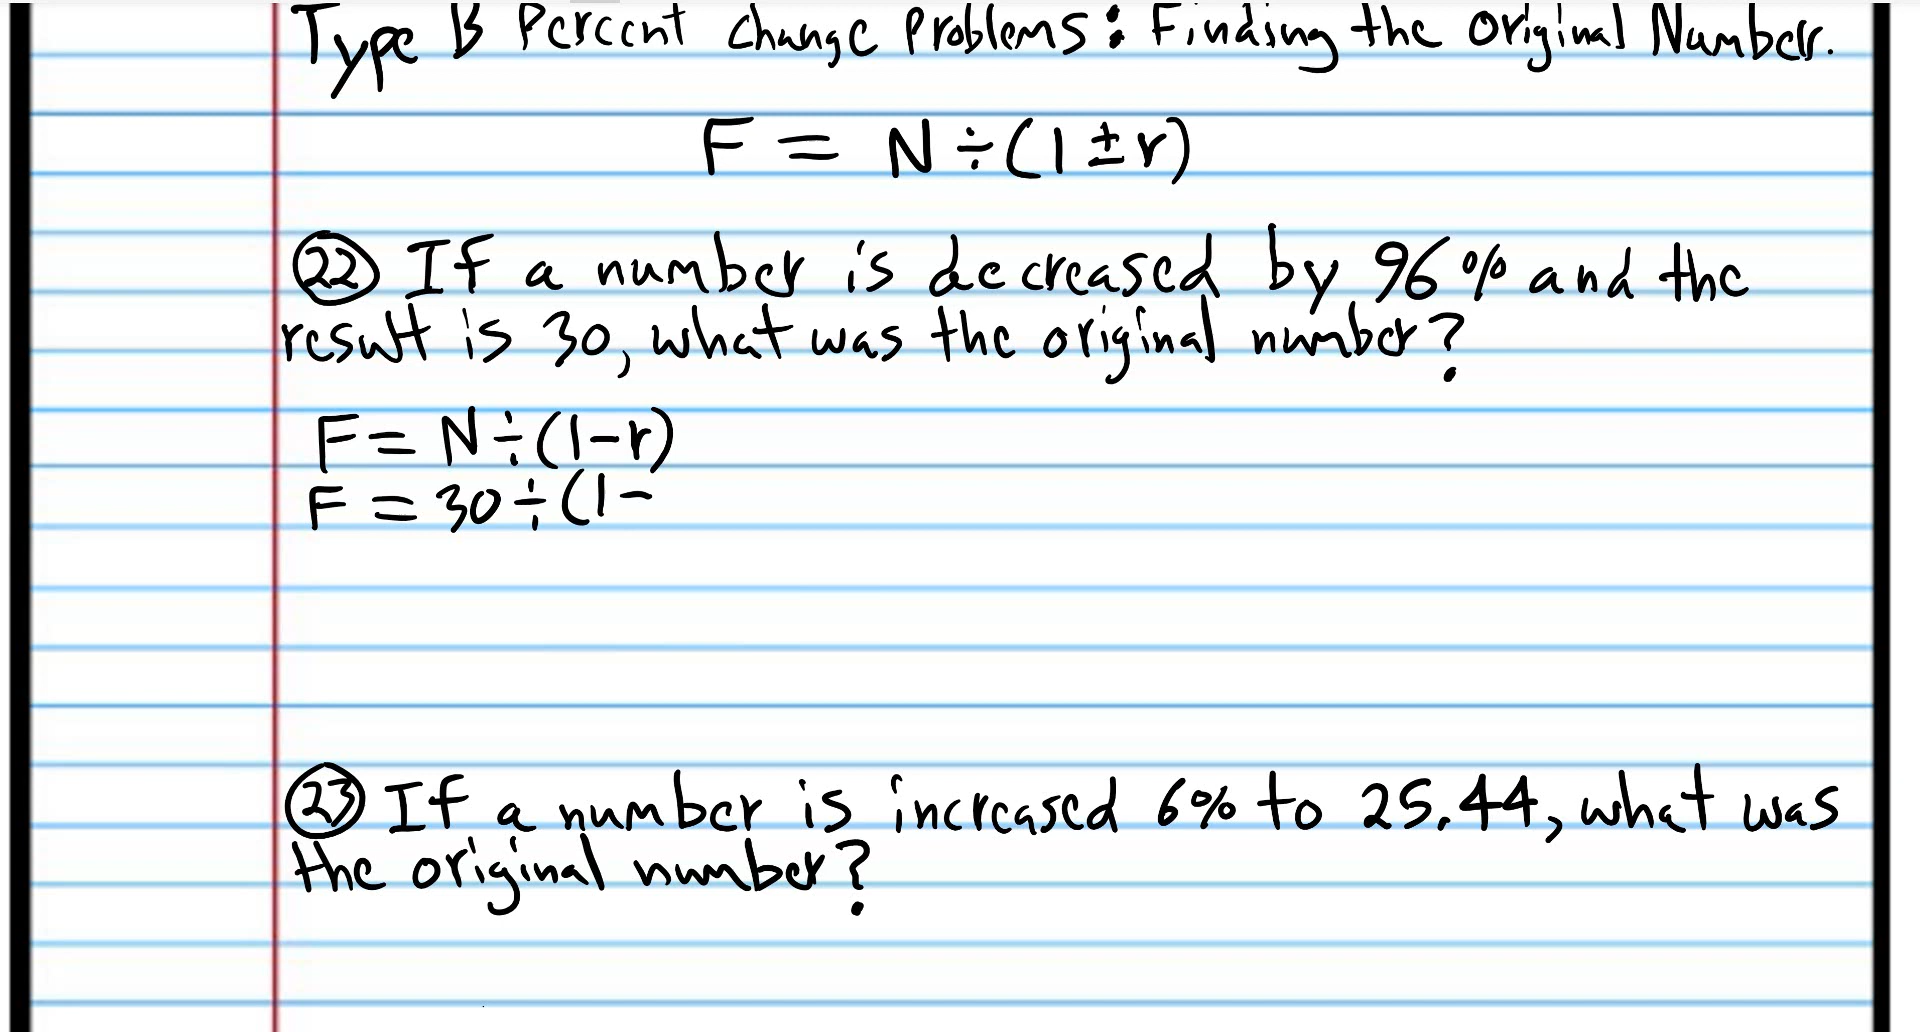 Type B Percent Change Problems: Finding the Original Number.
F = N ÷ (1 ± r)
22 If a number is decreased by 96% and the
result is 30, what was the original number?
F = N ÷ (1 - r)
F = 30 ÷ (1 -
23 If a number is increased 6% to 25.44, what was
the original number?